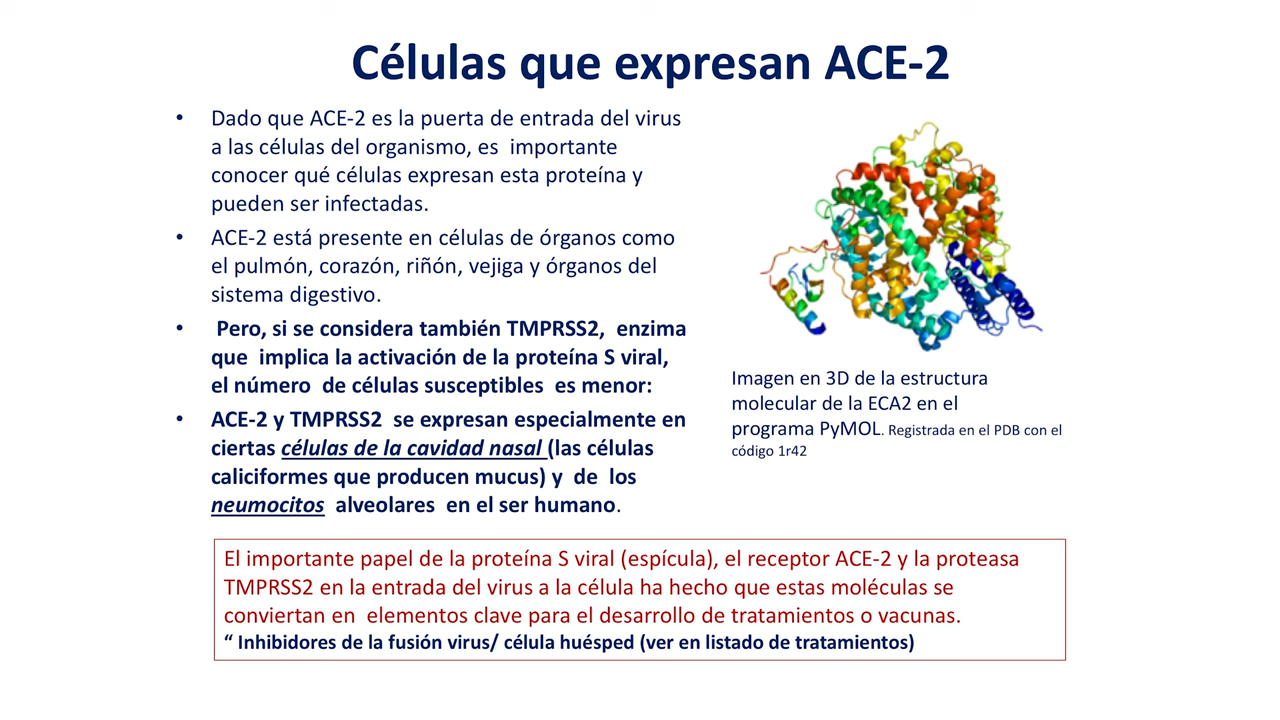 Células que expresan ACE-2
• Dado que ACE-2 es la puerta de entrada del virus
a las células del organismo, es importante
conocer qué células expresan esta proteína y
pueden ser infectadas.
• ACE-2 está presente en células de órganos como
el pulmón, corazón, riñón, vejiga y órganos del
sistema digestivo.
• Pero, si se considera también TMPRSS2, enzima
que implica la activación de la proteína S viral,
el número de células susceptibles es menor:
• ACE-2 y TMPRSS2 se expresan especialmente en
ciertas células de la cavidad nasal (las células
caliciformes que producen mucus) y de los
neumocitos alveolares en el ser humano.
Imagen en 3D de la estructura
molecular de la ECA2 en el
programa PyMOL. Registrada en el PDB con el
código 1r42
El importante papel de la proteína S viral (espícula), el receptor ACE-2 y la proteasa
TMPRSS2 en la entrada del virus a la célula ha hecho que estas moléculas se
conviertan en elementos clave para el desarrollo de tratamientos o vacunas.
“ Inhibidores de la fusión virus/ célula huésped (ver en listado de tratamientos)